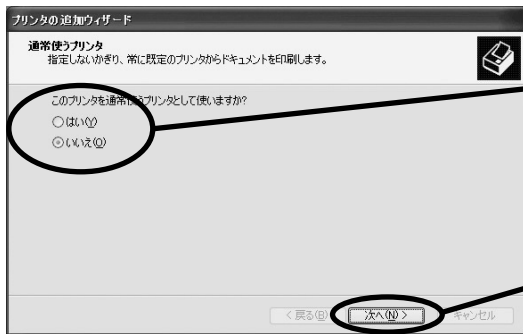 プリンタの追加ウィザード
通常使うプリンタ
指定しないかぎり、常に既定のプリンタからドキュメントを印刷します。
このプリンタを通常使うプリンタとして使いますか?
はい(Y)
いいえ(O)
< 戻る(B)
次へ(N) >
キャンセル